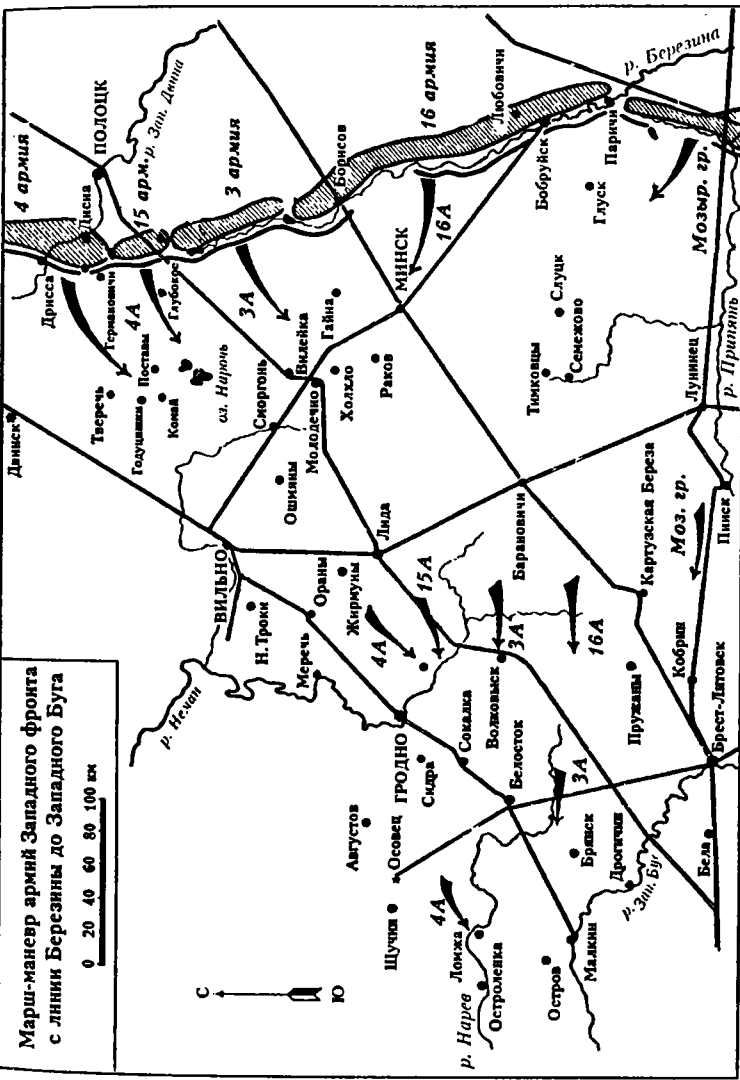 Марш-маневр армий Западного фронта
с линии Березины до Западного Буга
0 20 40 60 80 100 км
С
Ю
Двинск
4 армия
Дрисса
Дисна
ПОЛОЦК
15 арм.
р. Зап. Двина
Германовичи
4А
Глубокое
3 армия
Тверечь
Поставы
Годуцишки
Комай
оз. Нарочь
3А
Борисов
16 армия
Любовичи
р. Березина
16А
Сморгонь
Вилейка
Гайна
МИНСК
Молодечно
Холхло
Раков
Бобруйск
Паричи
Глуск
Мозыр. гр.
Ошмяны
Лида
Тимковцы
Слуцк
Семежово
р. Неман
ВИЛЬНО
Н.Троки
Ораны
Меречь
Жирмуны
4А
15А
Барановичи
Лунинец
р. Припять
Пинск
Моз. гр.
Картузская Береза
ГРОДНО
Сидра
Сокалка
Волковыск
3А
16А
Пружаны
Кобрин
Брест-Литовск
Августов
Осовец
Белосток
3А
Щучин
Ломжа
4А
Брянск
Дрогичин
р. Зап. Буг
Бела
р. Нарев
Остроленка
Остров
Малкин